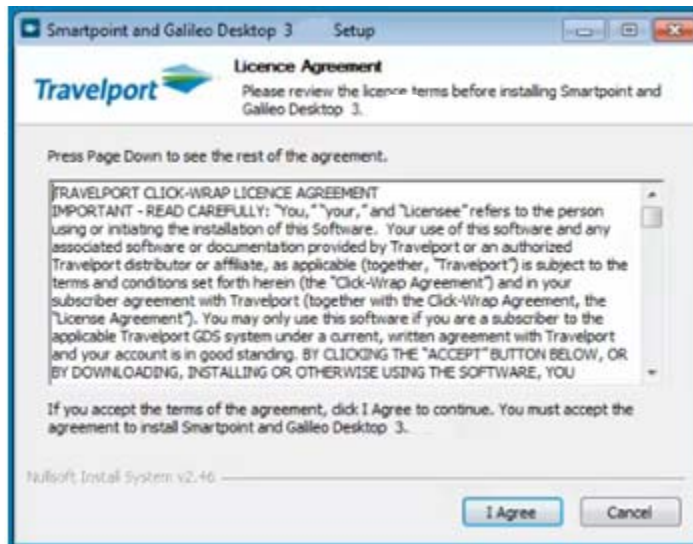 Smartpoint and Galileo Desktop 3 Setup
Travelport
Licence Agreement
Please review the licence terms before installing Smartpoint and
Galileo Desktop 3.
Press Page Down to see the rest of the agreement.
TRAVELPORT CLICK-WRAP LICENCE AGREEMENT
IMPORTANT - READ CAREFULLY: "You," "your," and "Licensee" refers to the person
using or initiating the installation of this Software. Your use of this software and any
associated software or documentation provided by Travelport or an authorized
Travelport distributor or affiliate, as applicable (together, "Travelport") is subject to the
terms and conditions set forth herein (the "Click-Wrap Agreement") and in your
subscriber agreement with Travelport (together with the Click-Wrap Agreement, the
"License Agreement"). You may only use this software if you are a subscriber to the
applicable Travelport GDS system under a current, written agreement with Travelport
and your account is in good standing. BY CLICKING THE "ACCEPT" BUTTON BELOW, OR
BY DOWNLOADING, INSTALLING OR OTHERWISE USING THE SOFTWARE, YOU
If you accept the terms of the agreement, click I Agree to continue. You must accept the
agreement to install Smartpoint and Galileo Desktop 3.
Nullsoft Install System v2.46
I Agree
Cancel